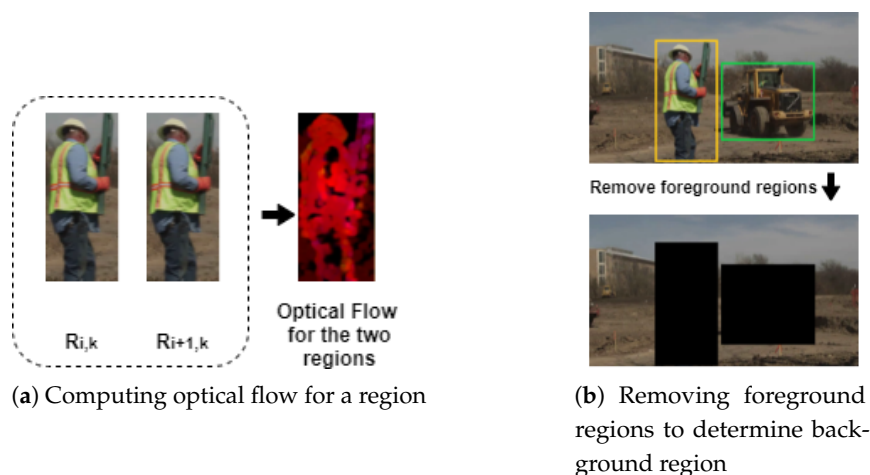 Ri,k
Ri+1,k
Optical Flow
for the two
regions
(a) Computing optical flow for a region
Remove foreground regions
(b) Removing foreground
regions to determine back-
ground region